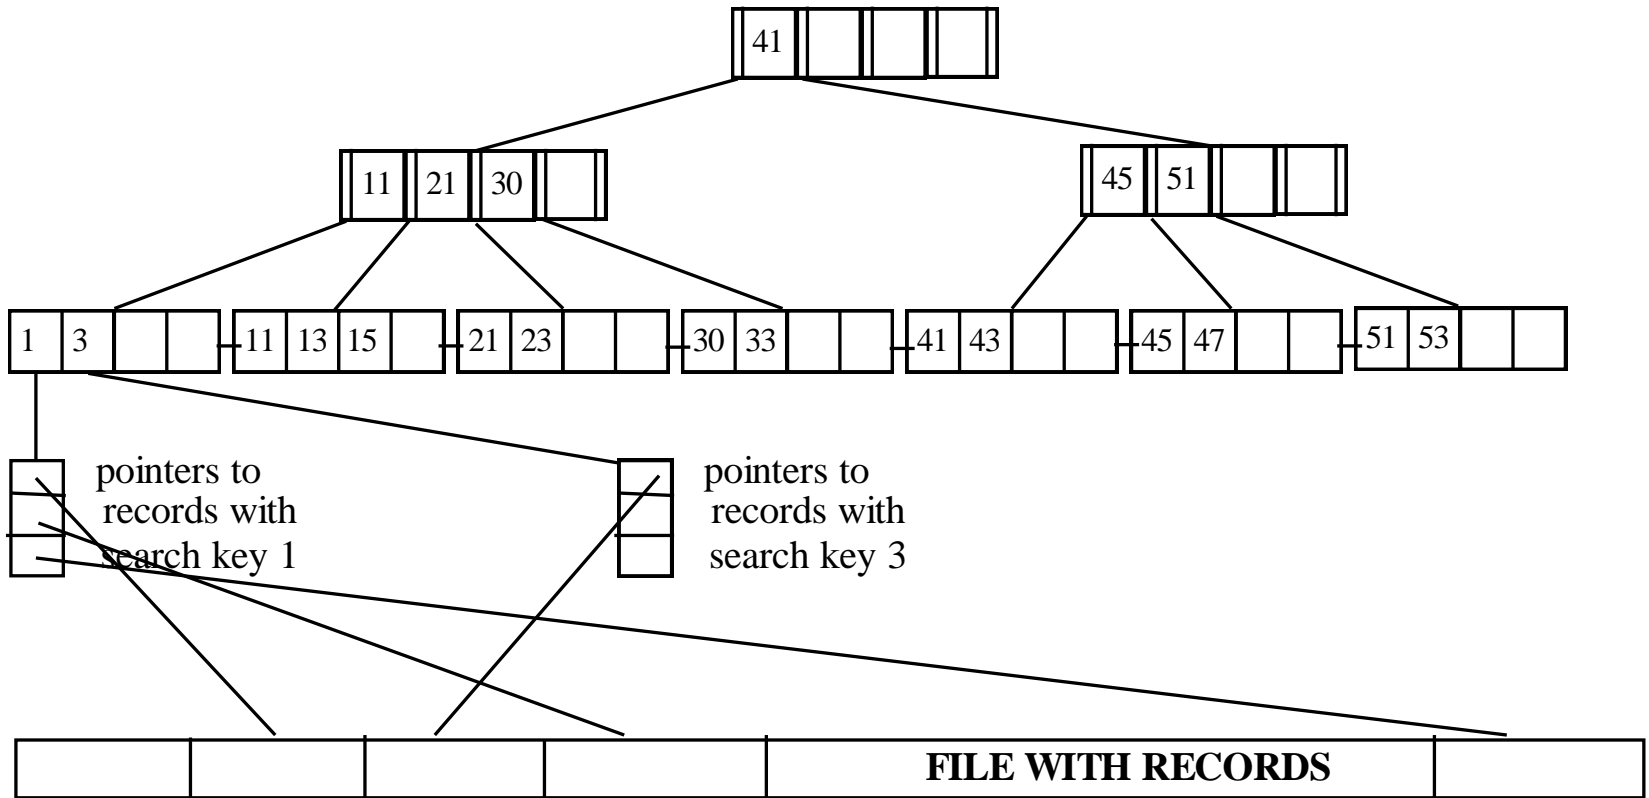 41
11 21 30
45 51
1 3
11 13 15
21 23
30 33
41 43
45 47
51 53
pointers to
records with
search key 1
pointers to
records with
search key 3
FILE WITH RECORDS